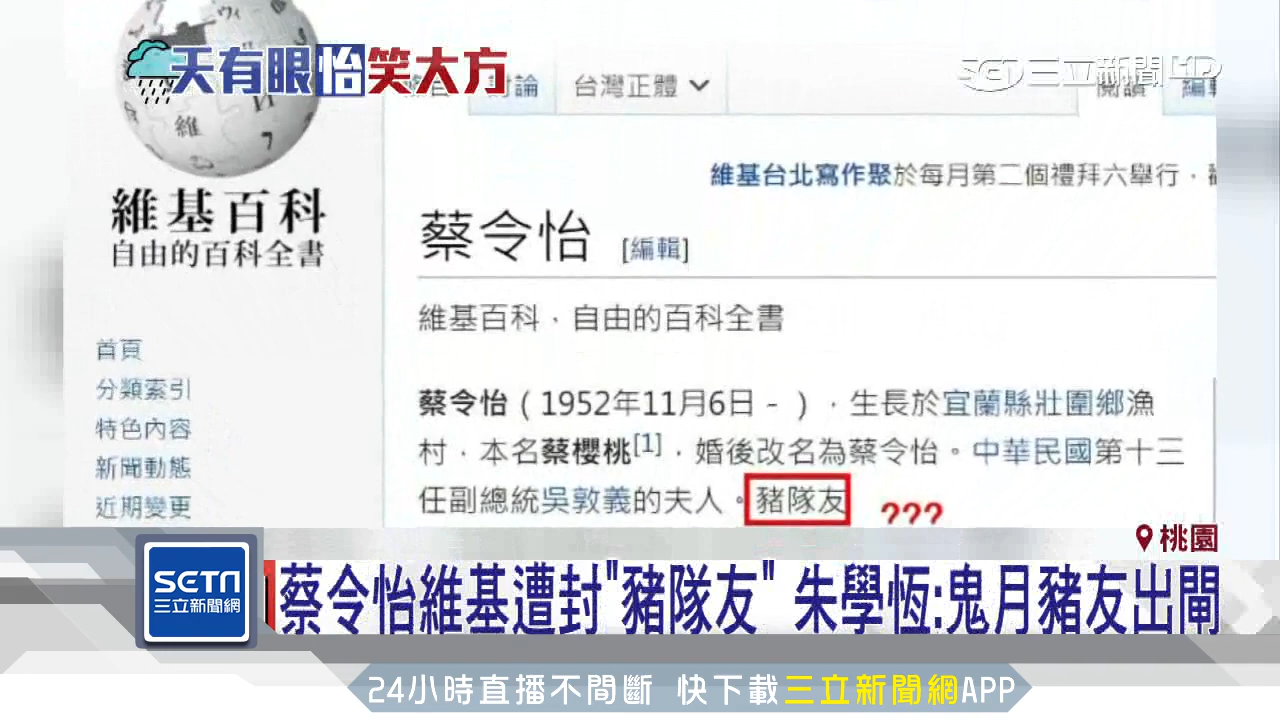 天有眼 怡笑大方
SET 三立新聞
討論
台灣正體
閱讀
維基台北寫作聚於每月第二個禮拜六舉行，
維基百科
自由的百科全書
蔡令怡 [編輯]
維基百科，自由的百科全書
首頁
分類索引
特色內容
新聞動態
近期變更
蔡令怡（1952年11月6日－），生長於宜蘭縣壯圍鄉漁
村，本名蔡櫻桃[1]，婚後改名為蔡令怡。中華民國第十三
任副總統吳敦義的夫人。豬隊友
???
桃園
SETN
三立新聞網
蔡令怡維基遭封"豬隊友" 朱學恆:鬼月豬友出閘
24小時直播不間斷 快下載三立新聞網APP